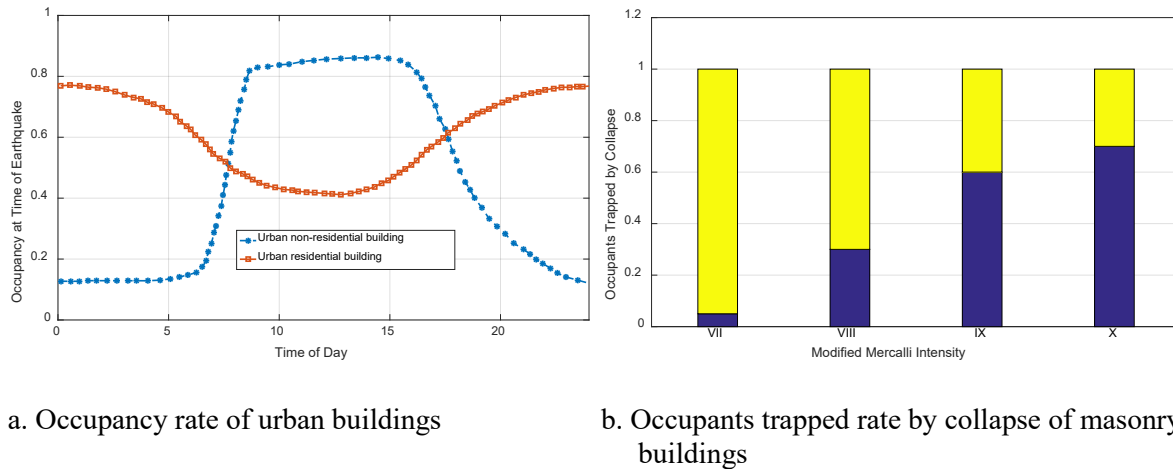 1
0.8
0.6
0.4
0.2
0
0 5 10 15 20
Occupancy at Time of Earthquake
Time of Day
Urban non-residential building
Urban residential building
1.2
1
0.8
0.6
0.4
0.2
0
VII VIII IX X
Occupants Trapped by Collapse
Modified Mercalli Intensity
a. Occupancy rate of urban buildings
b. Occupants trapped rate by collapse of masonry
buildings